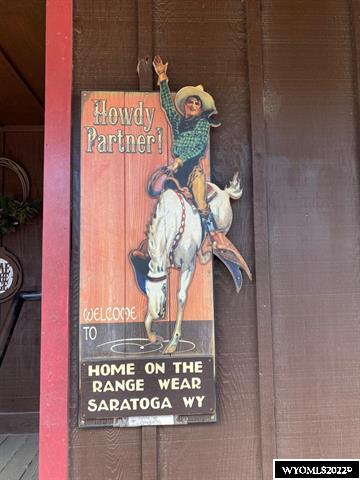 Howdy
Partner!
WELCOME
TO
HOME ON THE
RANGE WEAR
SARATOGA WY
WYOMLS2022©